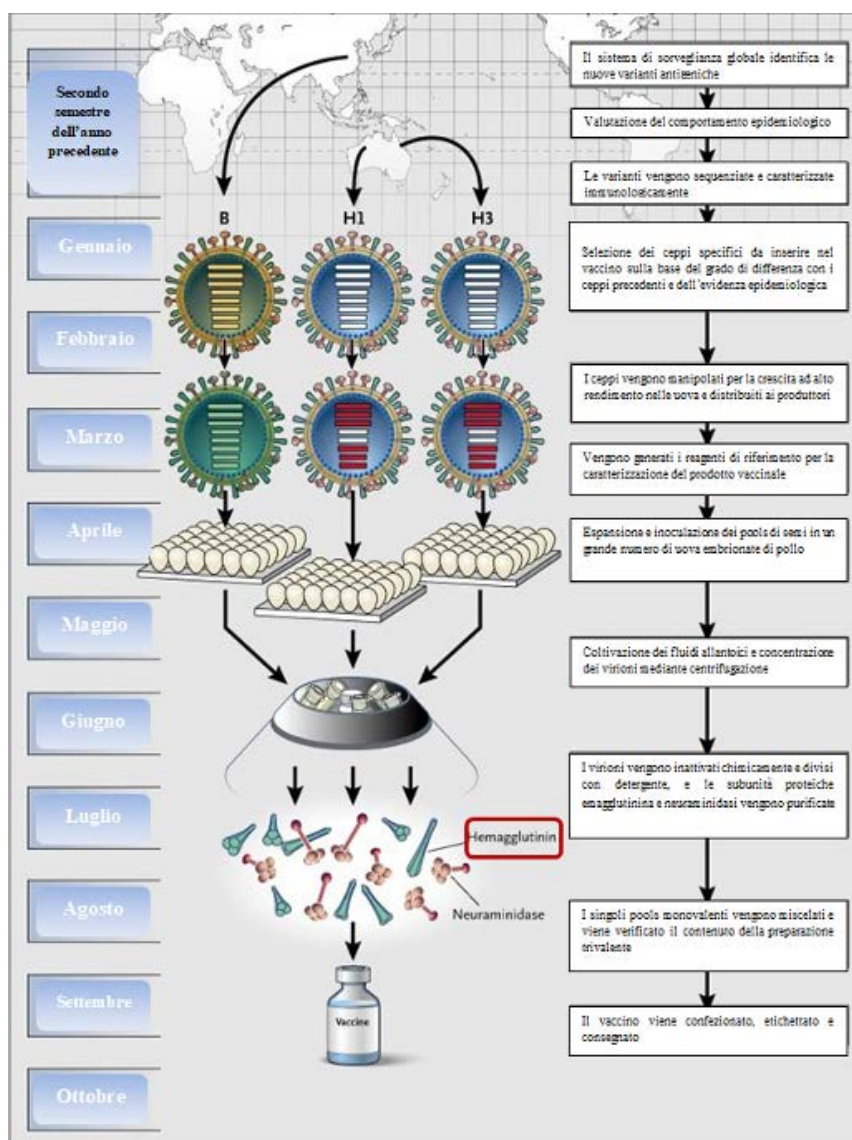 Secondo
semestre
dell'anno
precedente
Gennaio
Febbraio
Marzo
Aprile
Maggio
Giugno
Luglio
Agosto
Settembre
Ottobre
B
H1
H3
Hemagglutinin
Neuraminidase
Vaccine
Il sistema di sorveglianza globale identifica le
nuove varianti antigeniche
Valutazione del comportamento epidemiologico
Le varianti vengono sequenziate e caratterizzate
immunologicamente
Selezione dei ceppi specifici da inserire nel
vaccino sulla base del grado di differenza con i
ceppi precedenti e dell'evidenza epidemiologica
I ceppi vengono manipolati per la crescita ad alto
rendimento nelle uova e distribuiti ai produttori
Vengono generati i reagenti di riferimento per la
caratterizzazione del prodotto vaccinale
Espansione e inoculazione dei pools di semi in un
grande numero di uova embrionate di pollo
Coltivazione dei fluidi allantoici e concentrazione
dei virioni mediante centrifugazione
I virioni vengono inattivati chimicamente e divisi
con detergente, e le subunità proteiche
emagglutinina e neuraminidasi vengono purificate
I singoli pools monovalenti vengono miscelati e
viene verificato il contenuto della preparazione
trivalente
Il vaccino viene confezionato, etichettato e
consegnato